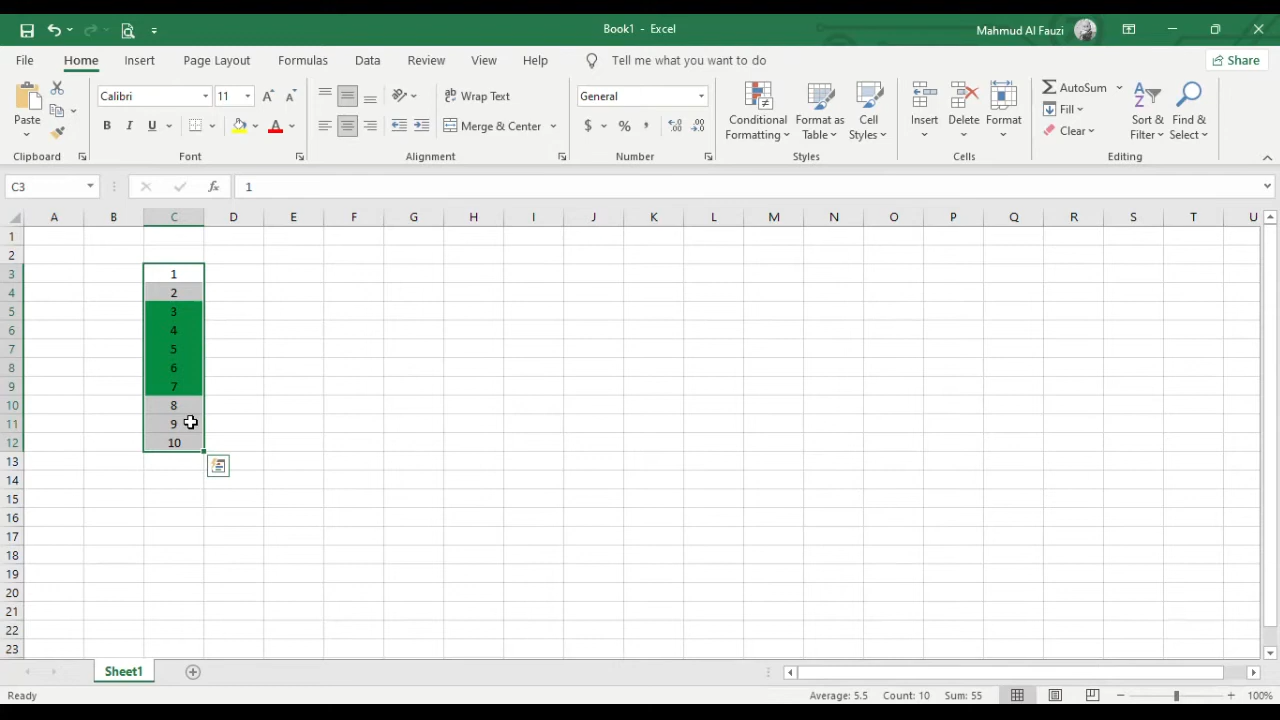 Book1 - Excel
Mahmud Al Fauzi
File Home Insert Page Layout Formulas Data Review View Help Tell me what you want to do Share
Calibri 11 Wrap Text General AutoSum
Paste B I U Merge & Center $ % , Conditional Formatting Format as Table Cell Styles Insert Delete Format Fill Clear Sort & Filter Find & Select
Clipboard Font Alignment Number Styles Cells Editing
C3 fx 1
A B C D E F G H I J K L M N O P Q R S T U
1
2
3 1
4 2
5 3
6 4
7 5
8 6
9 7
10 8
11 9
12 10
13
14
15
16
17
18
19
20
21
22
23
Sheet1
Ready Average: 5.5 Count: 10 Sum: 55 100%